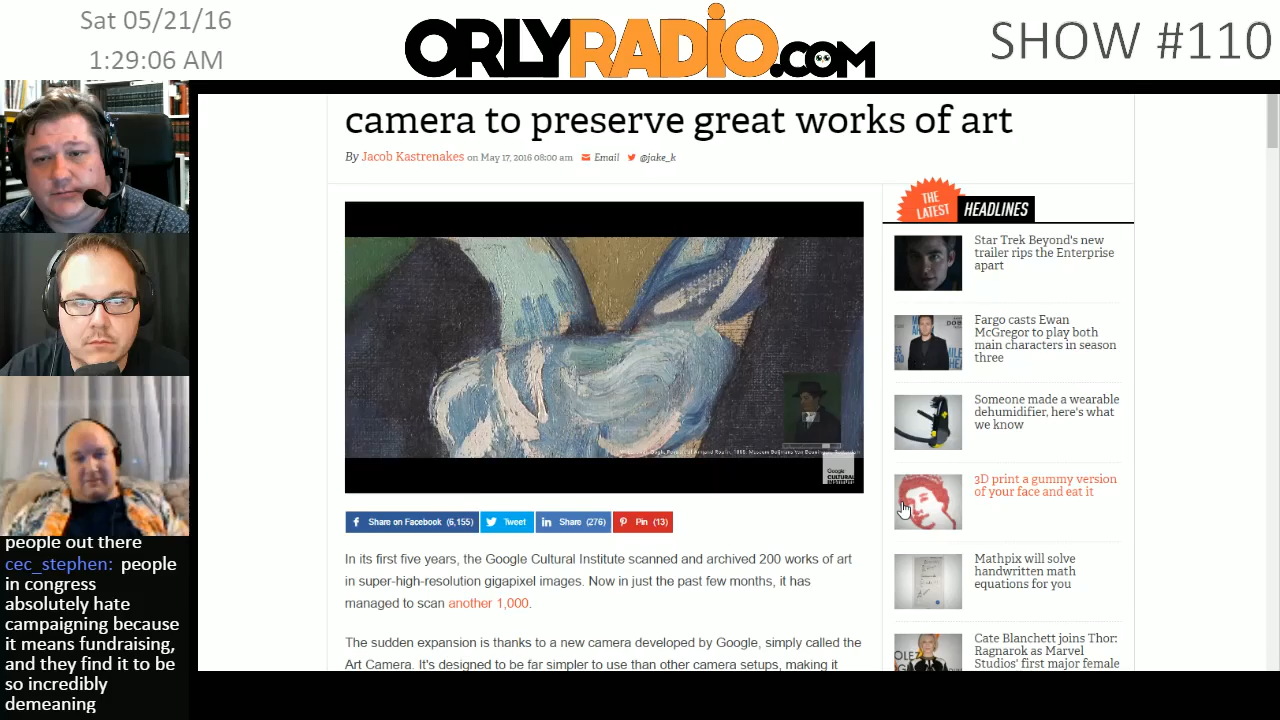 Sat 05/21/16
1:29:06 AM
ORLYRADIO.COM
SHOW #110
camera to preserve great works of art
By Jacob Kastrenakes on May 17, 2016 08:00 am Email @jake_k
THE LATEST HEADLINES
Star Trek Beyond's new
trailer rips the Enterprise
apart
Fargo casts Ewan
McGregor to play both
main characters in season
three
Someone made a wearable
dehumidifier, here's what
we know
3D print a gummy version
of your face and eat it
Mathpix will solve
handwritten math
equations for you
Cate Blanchett joins Thor:
Ragnarok as Marvel
Studios' first major female
Google
CULTURAL
Share on Facebook (6,155) Tweet Share (276) Pin (13)
In its first five years, the Google Cultural Institute scanned and archived 200 works of art
in super-high-resolution gigapixel images. Now in just the past few months, it has
managed to scan another 1,000.
The sudden expansion is thanks to a new camera developed by Google, simply called the
Art Camera. It's designed to be far simpler to use than other camera setups, making it
people out there
cec_stephen: people
in congress
absolutely hate
campaigning because
it means fundraising,
and they find it to be
so incredibly
demeaning